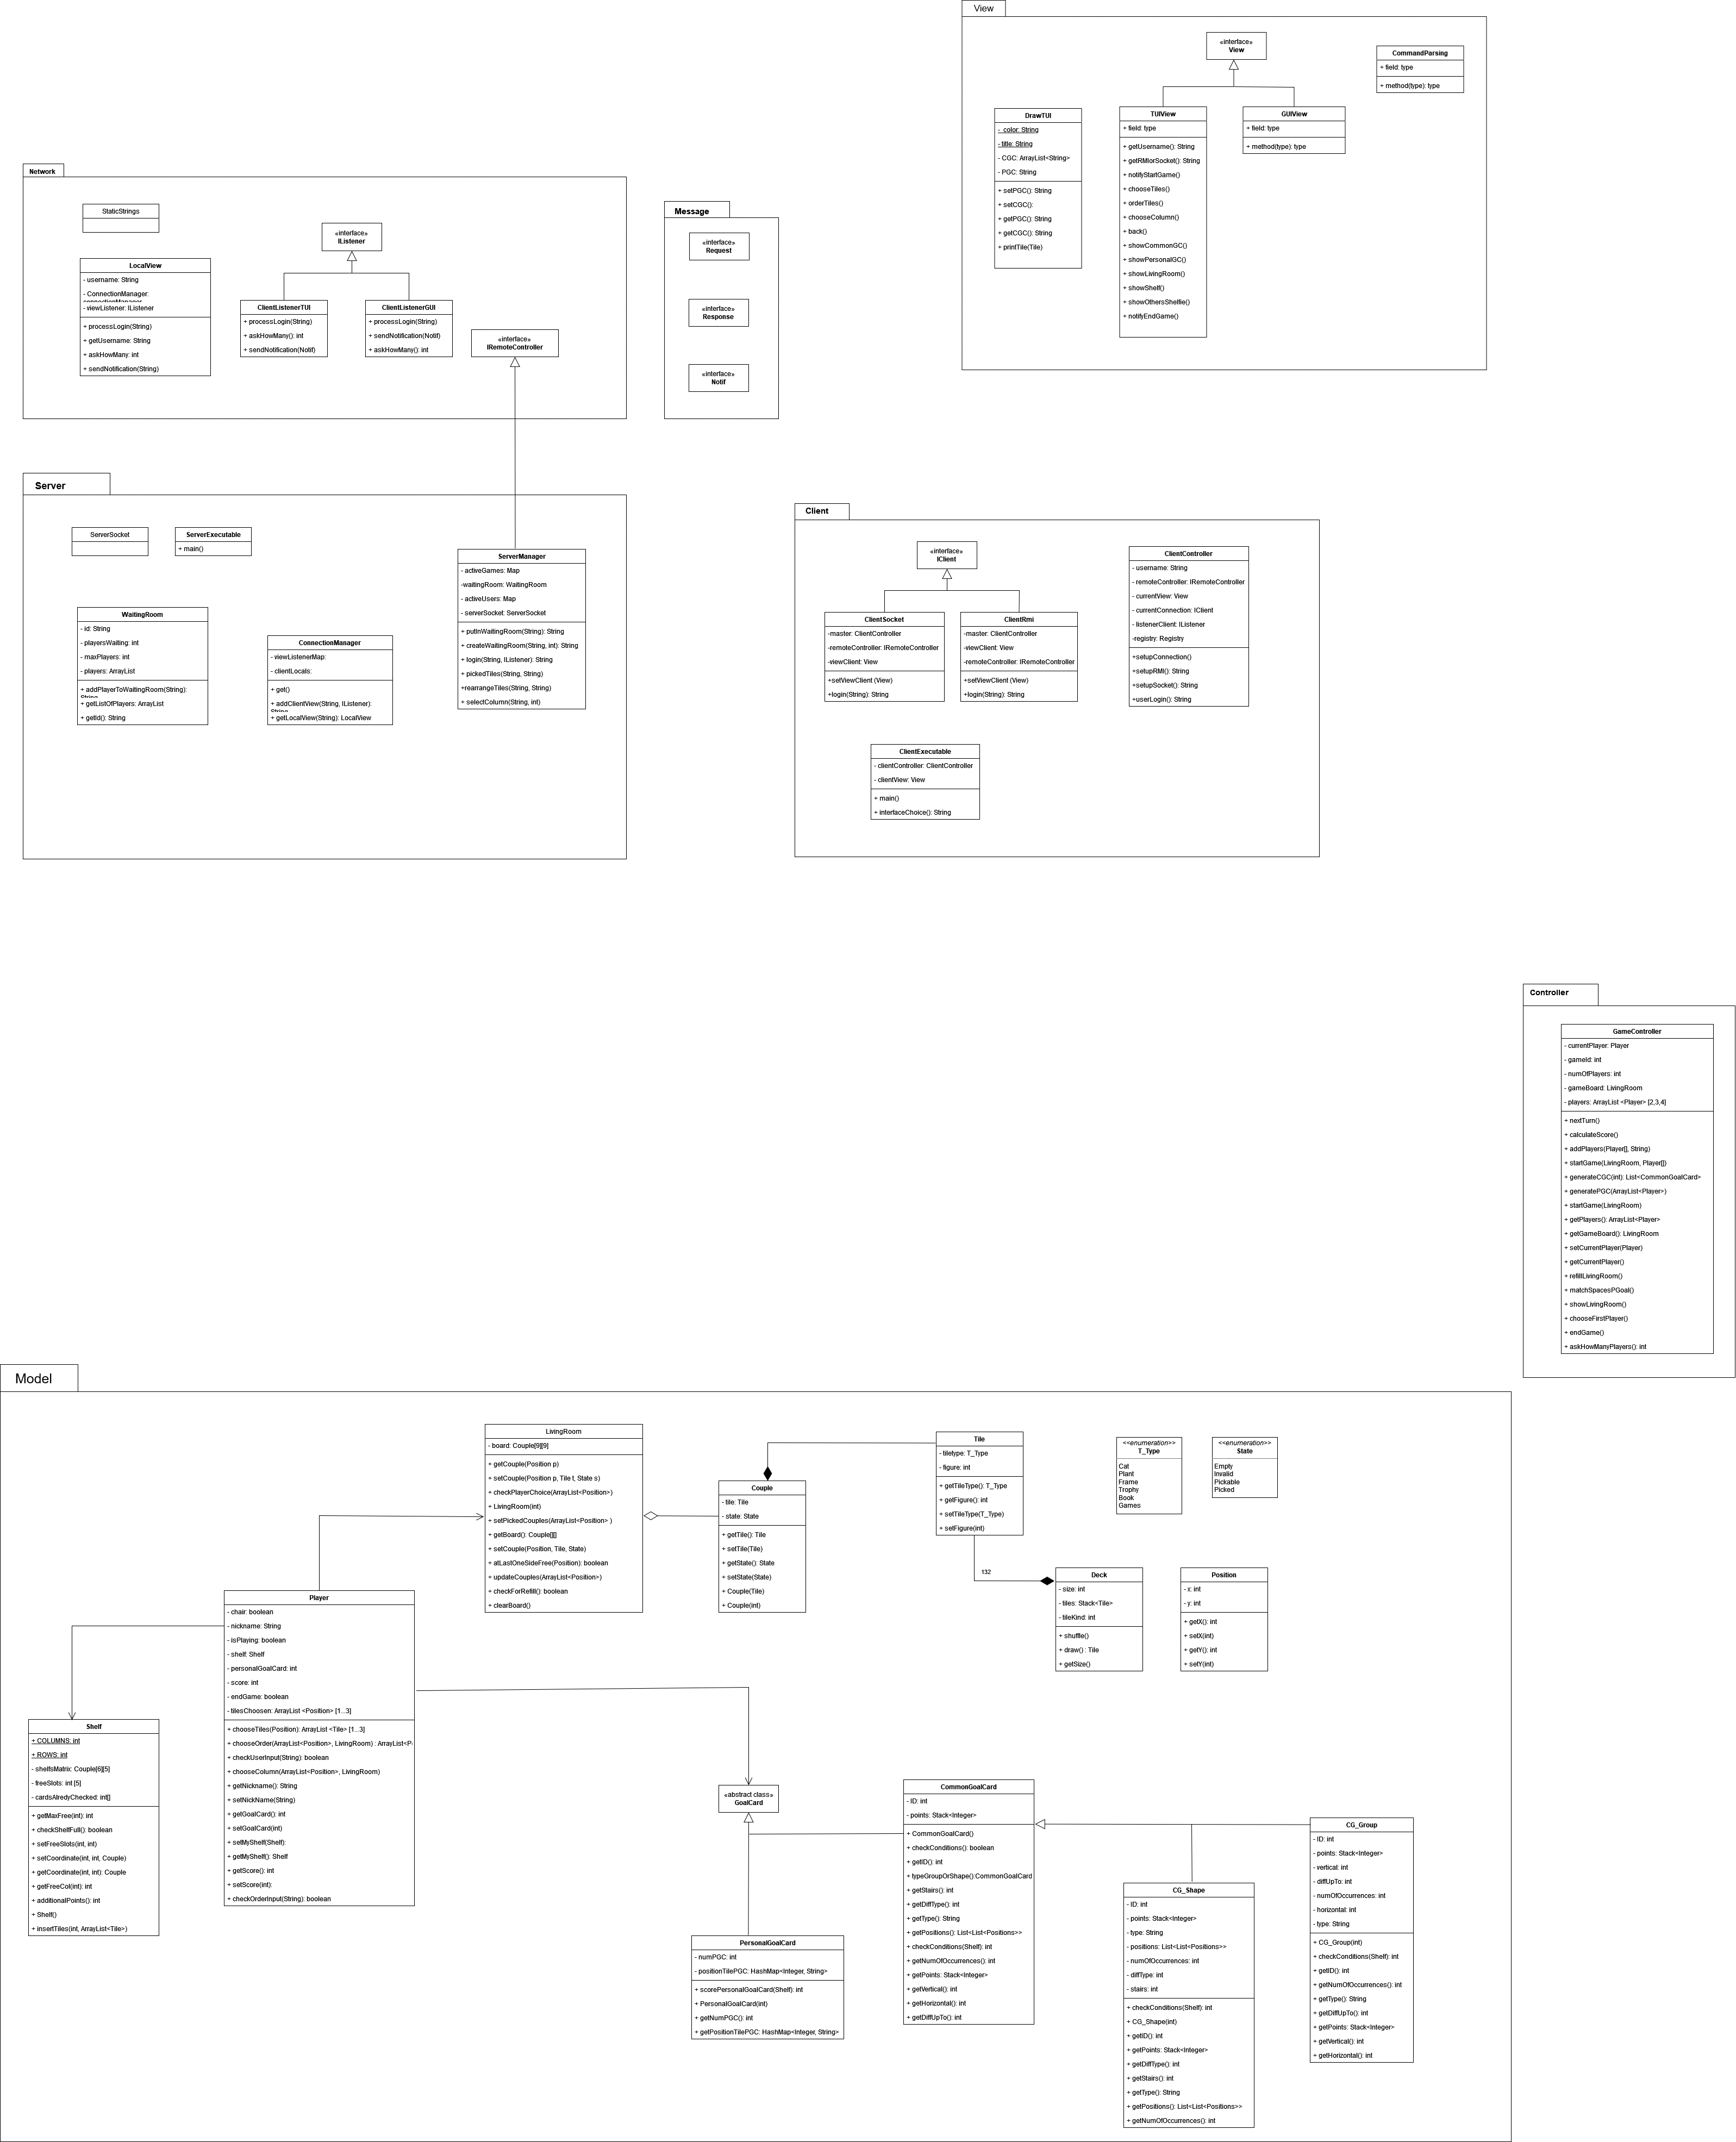 View
«interface»
View
CommandParsing
+ field: type
+ method(type): type
DrawTUI
- color: String
- title: String
- CGC: ArrayList<String>
- PGC: String
+ setPGC(): String
+ setCGC():
+ getPGC(): String
+ getCGC(): String
+ printTile(Tile)
TUIView
+ field: type
+ getUsername(): String
+ getRMIorSocket(): String
+ notifyStartGame()
+ chooseTiles()
+ orderTiles()
+ chooseColumn()
+ back()
+ showCommonGC()
+ showPersonalGC()
+ showLivingRoom()
+ showShelf()
+ showOthersShelfie()
+ notifyEndGame()
GUIView
+ field: type
+ method(type): type
Network
StaticStrings
«interface»
IListener
LocalView
- username: String
- ConnectionManager:
connectionManager
- viewListener: IListener
+ processLogin(String)
+ getUsername: String
+ askHowMany: int
+ sendNotification(String)
ClientListenerTUI
+ processLogin(String)
+ askHowMany(): int
+ sendNotification(Notif)
ClientListenerGUI
+ processLogin(String)
+ sendNotification(Notif)
+ askHowMany(): int
«interface»
IRemoteController
Message
«interface»
Request
«interface»
Response
«interface»
Notif
Server
ServerSocket
ServerExecutable
+ main()
ServerManager
- activeGames: Map
-waitingRoom: WaitingRoom
- activeUsers: Map
- serverSocket: ServerSocket
+ putInWaitingRoom(String): String
+ createWaitingRoom(String, int): String
+ login(String, IListener): String
+ pickedTiles(String, String)
+rearrangeTiles(String, String)
+ selectColumn(String, int)
WaitingRoom
- id: String
- playersWaiting: int
- maxPlayers: int
- players: ArrayList
+ addPlayerToWaitingRoom(String):
String
+ getListOfPlayers: ArrayList
+ getId(): String
ConnectionManager
- viewListenerMap:
- clientLocals:
+ get()
+ addClientView(String, IListener):
String
+ getLocalView(String): LocalView
Client
«interface»
IClient
ClientSocket
-master: ClientController
-remoteController: IRemoteController
-viewClient: View
+setViewClient (View)
+login(String): String
ClientRmi
-master: ClientController
-viewClient: View
-remoteController: IRemoteController
+setViewClient (View)
+login(String): String
ClientController
- username: String
- remoteController: IRemoteController
- currentView: View
- currentConnection: IClient
- listenerClient: IListener
-registry: Registry
+setupConnection()
+setupRMI(): String
+setupSocket(): String
+userLogin(): String
ClientExecutable
- clientController: ClientController
- clientView: View
+ main()
+ interfaceChoice(): String
Controller
GameController
- currentPlayer: Player
- gameId: int
- numOfPlayers: int
- gameBoard: LivingRoom
- players: ArrayList <Player> [2,3,4]
+ nextTurn()
+ calculateScore()
+ addPlayers(Player[], String)
+ startGame(LivingRoom, Player[])
+ generateCGC(int): List<CommonGoalCard>
+ generatePGC(ArrayList<Player>)
+ startGame(LivingRoom)
+ getPlayers(): ArrayList<Player>
+ getGameBoard(): LivingRoom
+ setCurrentPlayer(Player)
+ getCurrentPlayer()
+ refillLivingRoom()
+ matchSpacesPGoal()
+ showLivingRoom()
+ chooseFirstPlayer()
+ endGame()
+ askHowManyPlayers(): int
Model
LivingRoom
- board: Couple[9][9]
+ getCouple(Position p)
+ setCouple(Position p, Tile t, State s)
+ checkPlayerChoice(ArrayList<Position>)
+ LivingRoom(int)
+ setPickedCouples(ArrayList<Position> )
+ getBoard(): Couple[][]
+ setCouple(Position, Tile, State)
+ atLastOneSideFree(Position): boolean
+ updateCouples(ArrayList<Position>)
+ checkForRefill(): boolean
+ clearBoard()
Couple
- tile: Tile
- state: State
+ getTile(): Tile
+ setTile(Tile)
+ getState(): State
+ setState(State)
+ Couple(Tile)
+ Couple(int)
Tile
- tiletype: T_Type
- figure: int
+ getTileType(): T_Type
+ getFigure(): int
+ setTileType(T_Type)
+ setFigure(int)
<<enumeration>>
T_Type
Cat
Plant
Frame
Trophy
Book
Games
<<enumeration>>
State
Empty
Invalid
Pickable
Picked
132
Deck
- size: int
- tiles: Stack<Tile>
- tileKind: int
+ shuffle()
+ draw() : Tile
+ getSize()
Position
- x: int
- y: int
+ getX(): int
+ setX(int)
+ getY(): int
+ setY(int)
Player
- chair: boolean
- nickname: String
- isPlaying: boolean
- shelf: Shelf
- personalGoalCard: int
- score: int
- endGame: boolean
- tilesChoosen: ArrayList <Position> [1...3]
+ chooseTiles(Position): ArrayList <Tile> [1...3]
+ chooseOrder(ArrayList<Position>, LivingRoom) : ArrayList<P
+ checkUserInput(String): boolean
+ chooseColumn(ArrayList<Position>, LivingRoom)
+ getNickname(): String
+ setNickName(String)
+ getGoalCard(): int
+ setGoalCard(int)
+ setMyShelf(Shelf):
+ getMyShelf(): Shelf
+ getScore(): int
+ setScore(int):
+ checkOrderInput(String): boolean
Shelf
+ COLUMNS: int
+ ROWS: int
- shelfsMatrix: Couple[6][5]
- freeSlots: int [5]
- cardsAlredyChecked: int[]
+ getMaxFree(int): int
+ checkShelfFull(): boolean
+ setFreeSlots(int, int)
+ setCoordinate(int, int, Couple)
+ getCoordinate(int, int): Couple
+ getFreeCol(int): int
+ additionalPoints(): int
+ Shelf()
+ insertTiles(int, ArrayList<Tile>)
«abstract class»
GoalCard
CommonGoalCard
- ID: int
- points: Stack<Integer>
+ CommonGoalCard()
+ checkConditions(): boolean
+ getID(): int
+ typeGroupOrShape():CommonGoalCard
+ getStairs(): int
+ getDiffType(): int
+ getType(): String
+ getPositions(): List<List<Positions>>
+ checkConditions(Shelf): int
+ getNumOfOccurrences(): int
+ getPoints: Stack<Integer>
+ getVertical(): int
+ getHorizontal(): int
+ getDiffUpTo(): int
CG_Group
- ID: int
- points: Stack<Integer>
- vertical: int
- diffUpTo: int
- numOfOccurrences: int
- horizontal: int
- type: String
+ CG_Group(int)
+ checkConditions(Shelf): int
+ getID(): int
+ getNumOfOccurrences(): int
+ getType(): String
+ getDiffUpTo(): int
+ getPoints: Stack<Integer>
+ getVertical(): int
+ getHorizontal(): int
CG_Shape
- ID: int
- points: Stack<Integer>
- type: String
- positions: List<List<Positions>>
- numOfOccurrences: int
- diffType: int
- stairs: int
+ checkConditions(Shelf): int
+ CG_Shape(int)
+ getID(): int
+ getPoints: Stack<Integer>
+ getDiffType(): int
+ getStairs(): int
+ getType(): String
+ getPositions(): List<List<Positions>>
+ getNumOfOccurrences(): int
PersonalGoalCard
- numPGC: int
- positionTilePGC: HashMap<Integer, String>
+ scorePersonalGoalCard(Shelf): int
+ PersonalGoalCard(int)
+ getNumPGC(): int
+ getPositionTilePGC: HashMap<Integer, String>